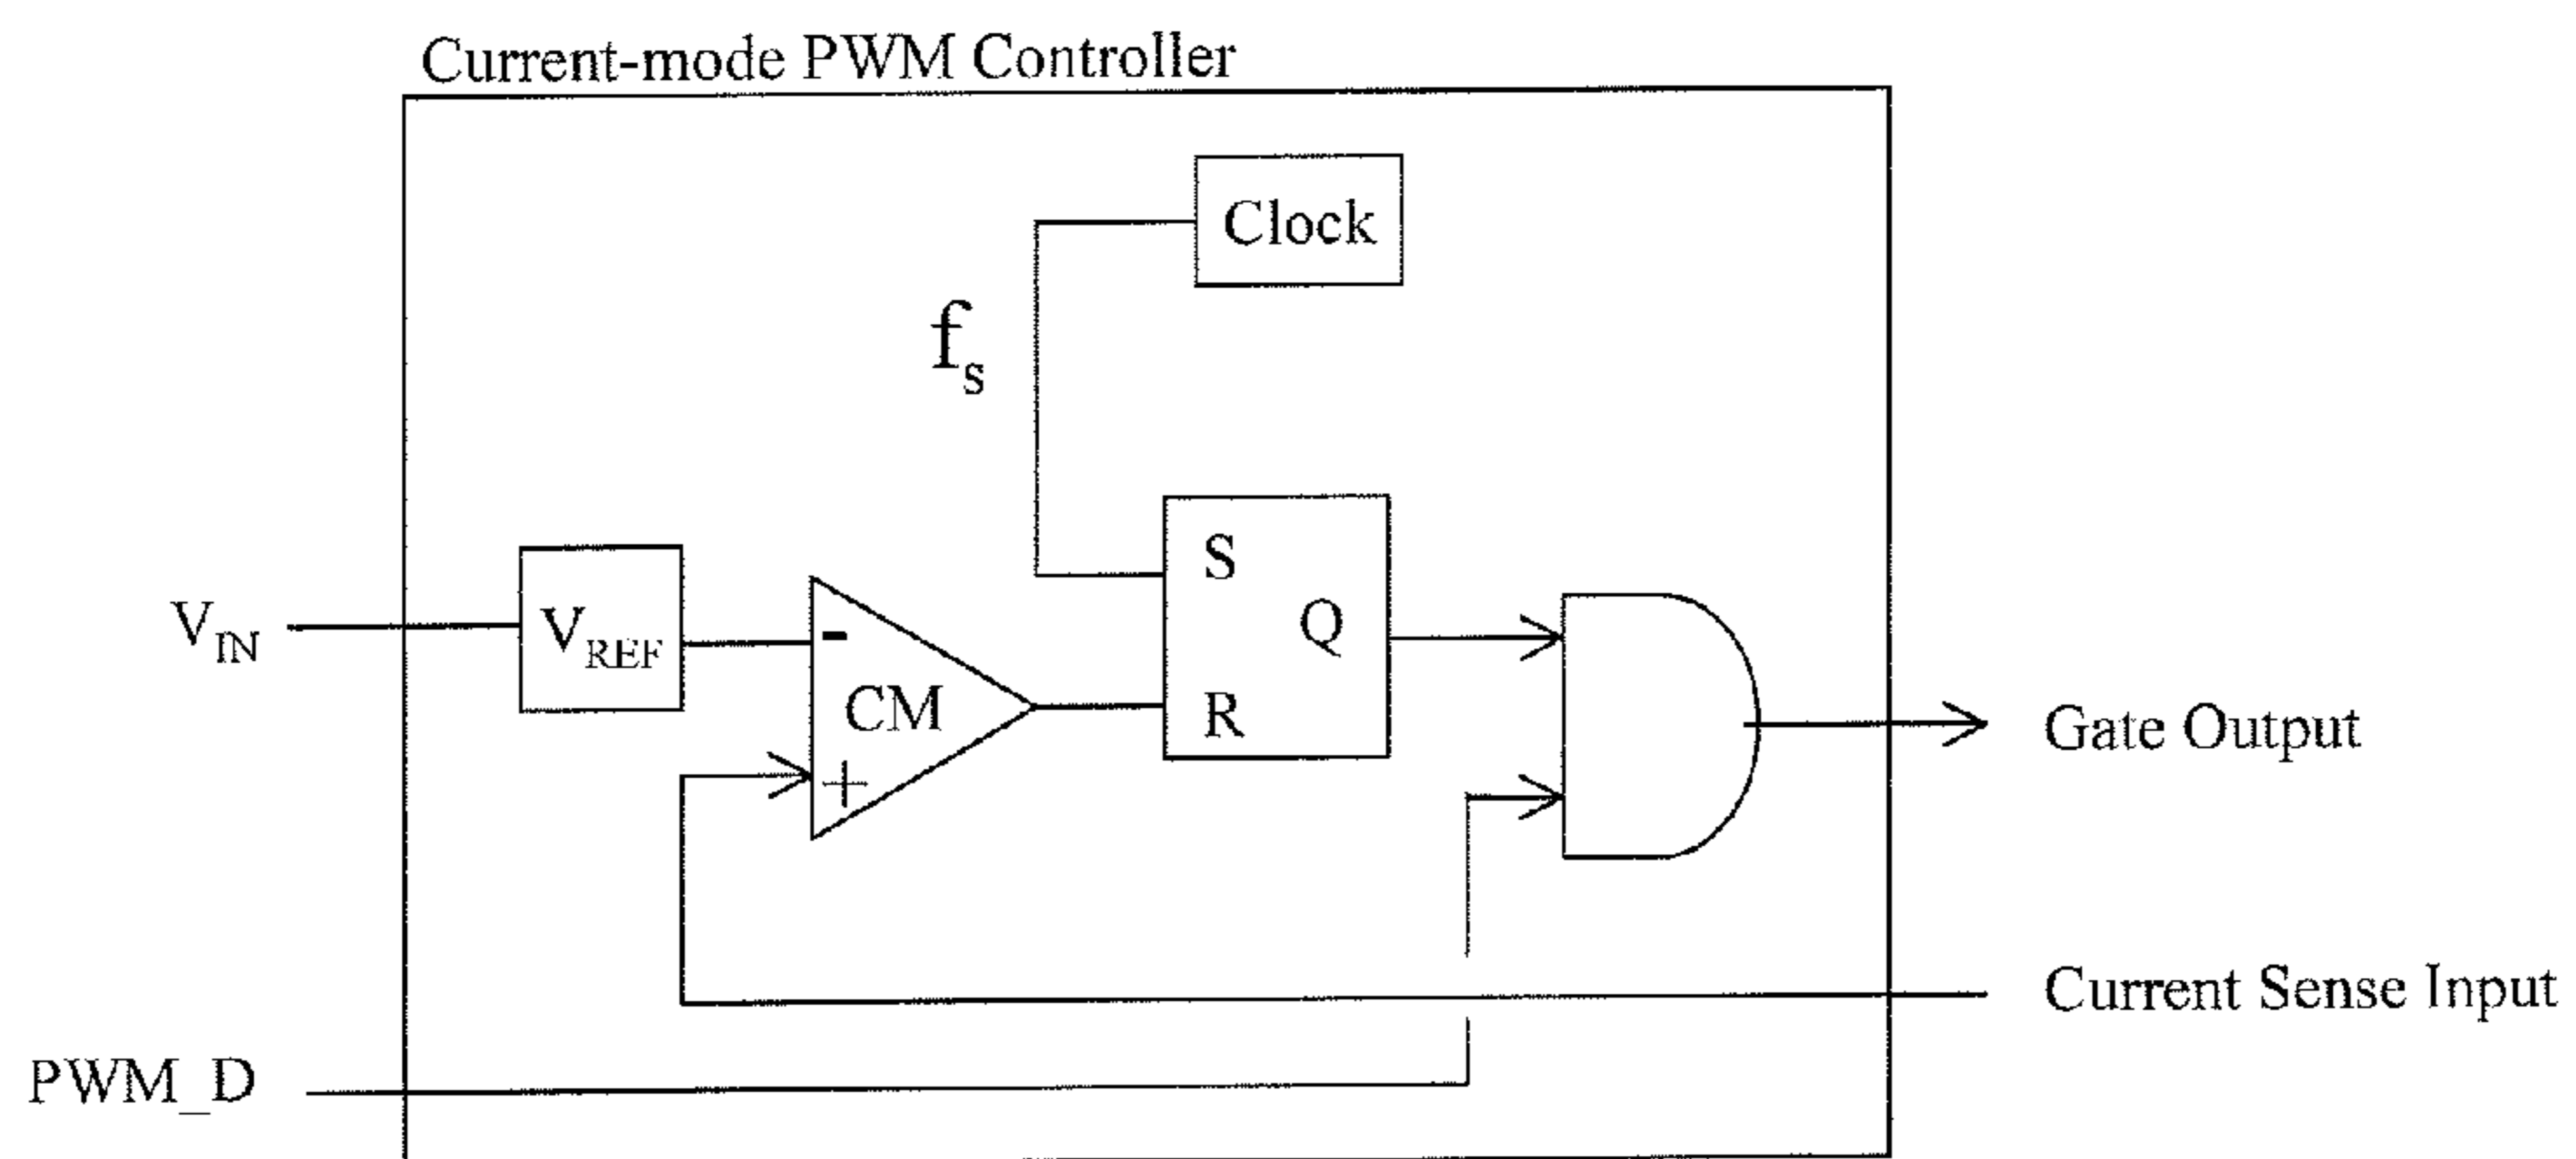 Current-mode PWM Controller
Clock
fs
S
Q
R
VIN
VREF
-
CM
+
Gate Output
Current Sense Input
PWM_D